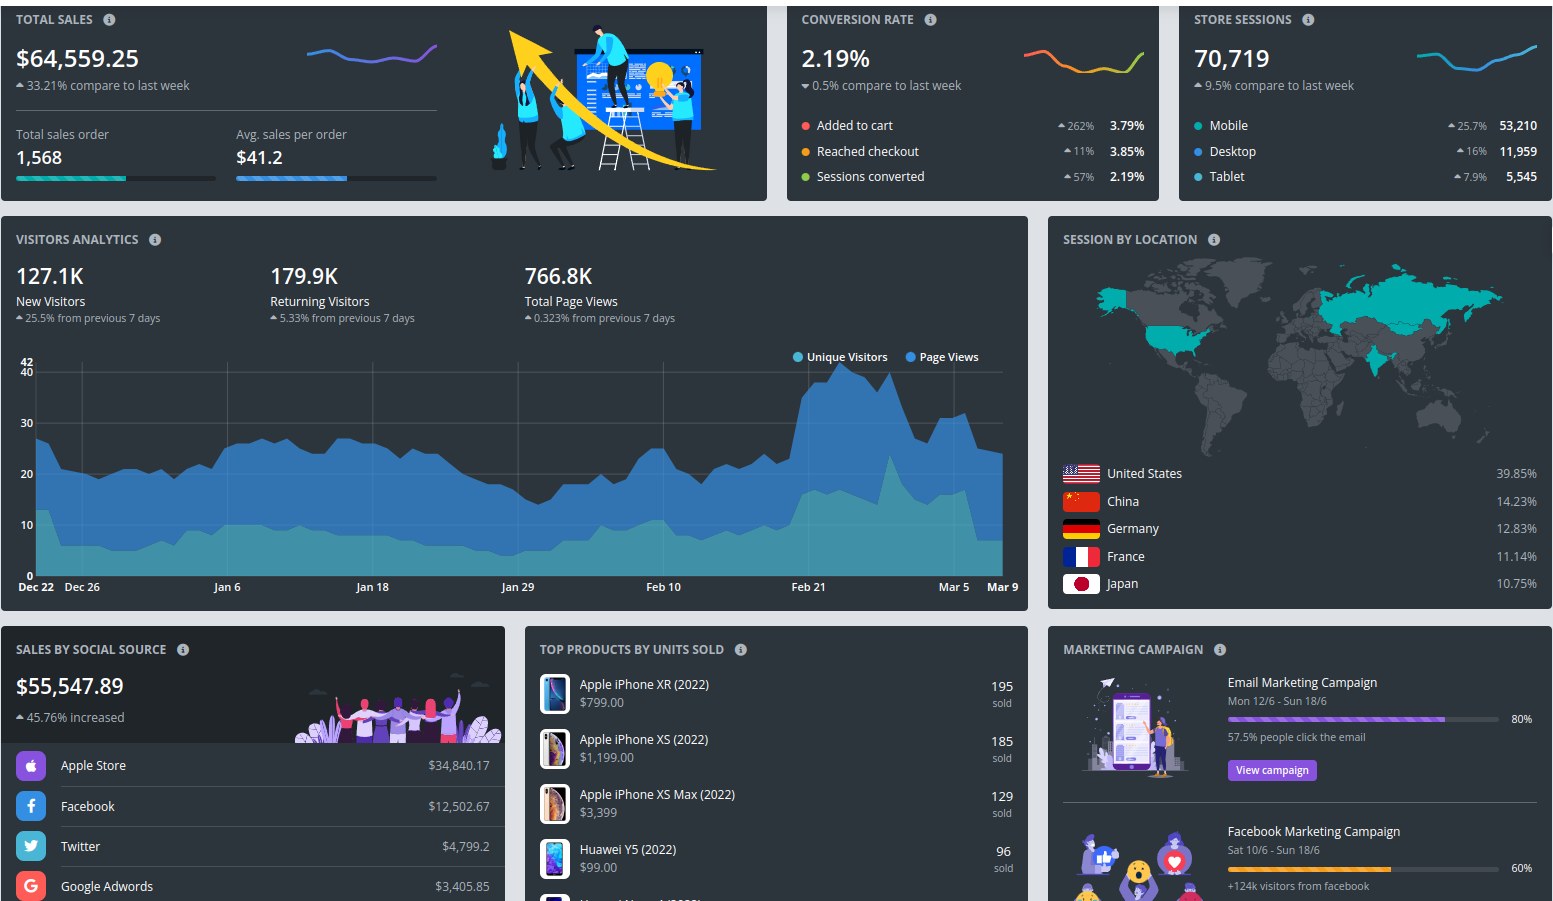 TOTAL SALES
$64,559.25
33.21% compare to last week
Total sales order
1,568
Avg. sales per order
$41.2
CONVERSION RATE
2.19%
0.5% compare to last week
Added to cart 262% 3.79%
Reached checkout 11% 3.85%
Sessions converted 57% 2.19%
STORE SESSIONS
70,719
9.5% compare to last week
Mobile 25.7% 53,210
Desktop 16% 11,959
Tablet 7.9% 5,545
VISITORS ANALYTICS
127.1K
New Visitors
25.5% from previous 7 days
179.9K
Returning Visitors
5.33% from previous 7 days
766.8K
Total Page Views
0.323% from previous 7 days
Unique Visitors Page Views
42
40
30
20
10
0
Dec 22 Dec 26 Jan 6 Jan 18 Jan 29 Feb 10 Feb 21 Mar 5 Mar 9
SESSION BY LOCATION
United States 39.85%
China 14.23%
Germany 12.83%
France 11.14%
Japan 10.75%
SALES BY SOCIAL SOURCE
$55,547.89
45.76% increased
Apple Store $34,840.17
Facebook $12,502.67
Twitter $4,799.2
Google Adwords $3,405.85
TOP PRODUCTS BY UNITS SOLD
Apple iPhone XR (2022) 195
$799.00 sold
Apple iPhone XS (2022) 185
$1,199.00 sold
Apple iPhone XS Max (2022) 129
$3,399 sold
Huawei Y5 (2022) 96
$99.00 sold
MARKETING CAMPAIGN
Email Marketing Campaign
Mon 12/6 - Sun 18/6
80%
57.5% people click the email
View campaign
Facebook Marketing Campaign
Sat 10/6 - Sun 18/6
60%
+124k visitors from facebook